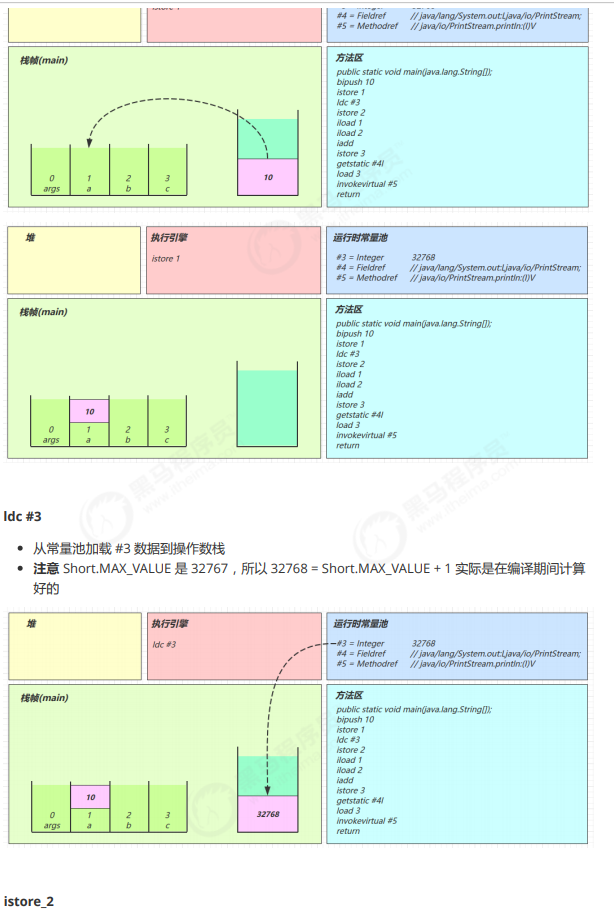 istore 1
#4 = Fieldref // java/lang/System.out:Ljava/io/PrintStream;
#5 = Methodref // java/io/PrintStream.println:(I)V
栈帧(main)
方法区
public static void main(java.lang.String[]);
bipush 10
istore 1
ldc #3
istore 2
iload 1
iload 2
iadd
istore 3
getstatic #4I
load 3
invokevirtual #5
return
10
0 1 2 3
args a b c
堆
执行引擎
运行时常量池
istore 1
#3 = Integer 32768
#4 = Fieldref // java/lang/System.out:Ljava/io/PrintStream;
#5 = Methodref // java/io/PrintStream.println:(I)V
栈帧(main)
方法区
public static void main(java.lang.String[]);
bipush 10
istore 1
ldc #3
istore 2
iload 1
iload 2
iadd
istore 3
getstatic #4I
load 3
invokevirtual #5
return
10
0 1 2 3
args a b c
ldc #3
从常量池加载 #3 数据到操作数栈
注意 Short.MAX_VALUE 是 32767，所以 32768 = Short.MAX_VALUE + 1 实际是在编译期间计算
好的
堆
执行引擎
运行时常量池
ldc #3
#3 = Integer 32768
#4 = Fieldref // java/lang/System.out:Ljava/io/PrintStream;
#5 = Methodref // java/io/PrintStream.println:(I)V
栈帧(main)
方法区
public static void main(java.lang.String[]);
bipush 10
istore 1
ldc #3
istore 2
iload 1
iload 2
iadd
istore 3
getstatic #4I
load 3
invokevirtual #5
return
10
32768
0 1 2 3
args a b c
istore_2
黑马程序员
www.itheima.com